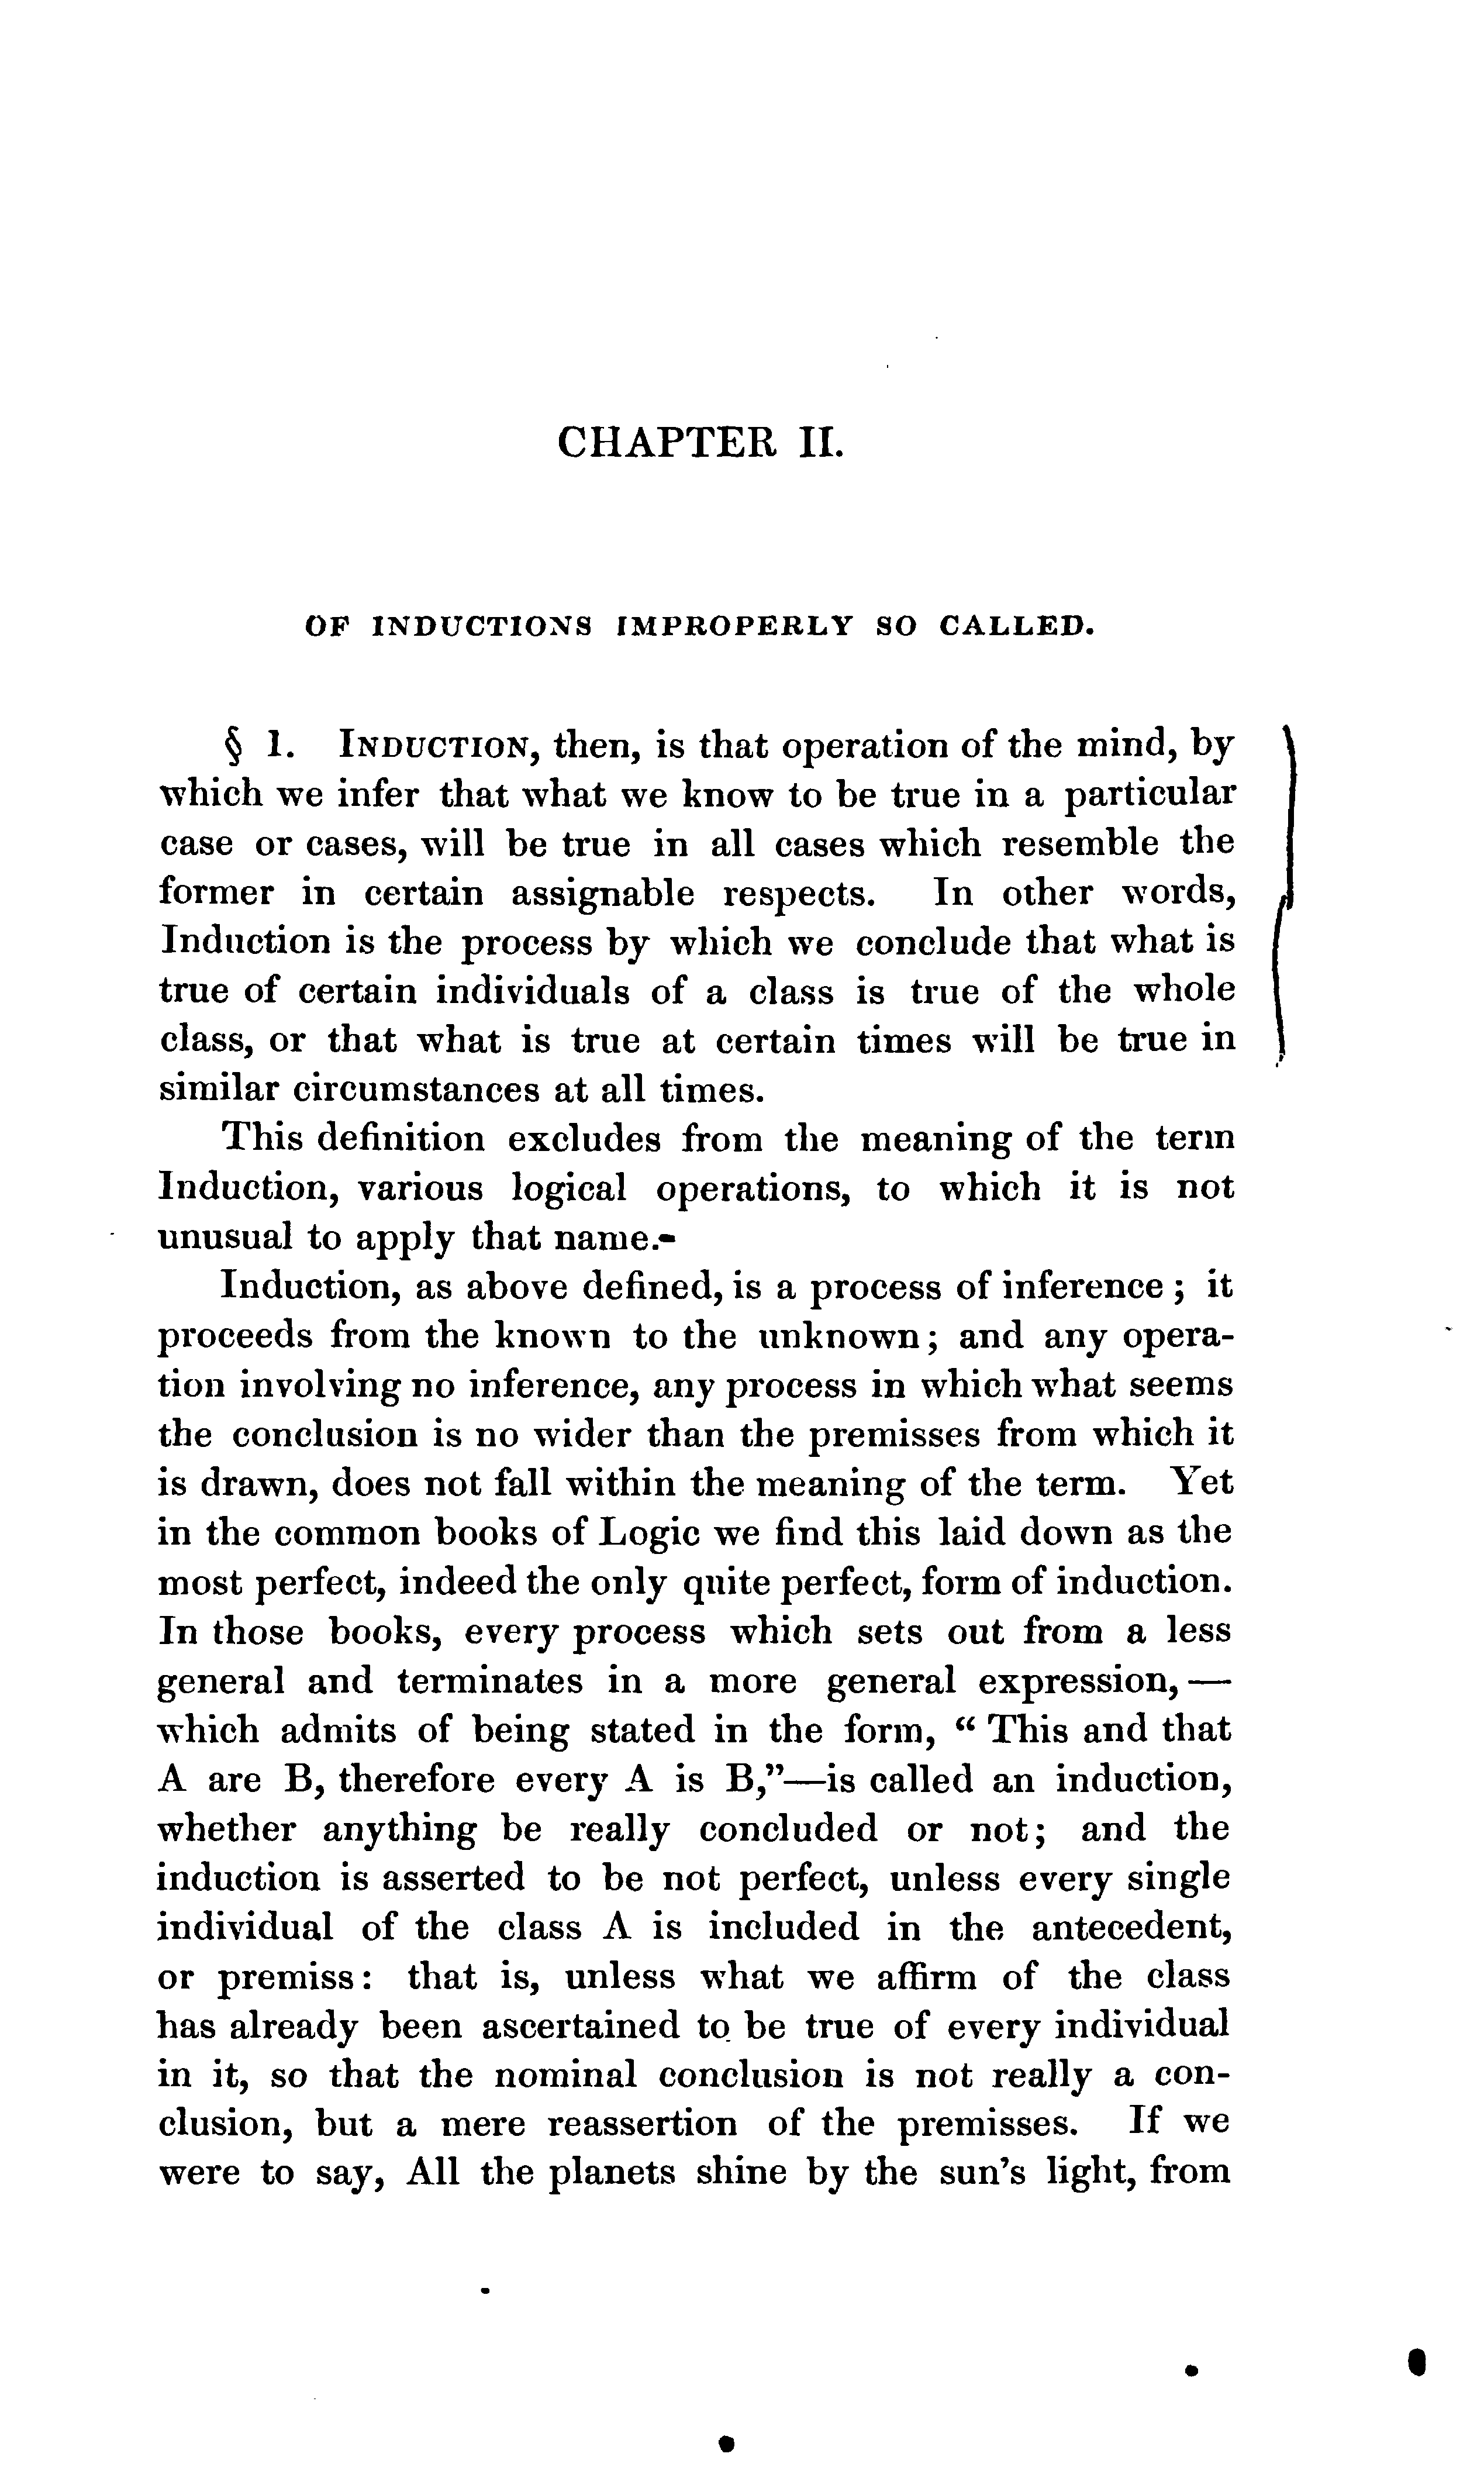 CHAPTER II.
OF INDUCTIONS IMPROPERLY SO CALLED.
§ 1. INDUCTION, then, is that operation of the mind, by
which we infer that what we know to be true in a particular
case or cases, will be true in all cases which resemble the
former in certain assignable respects. In other words,
Induction is the process by which we conclude that what is
true of certain individuals of a class is true of the whole
class, or that what is true at certain times will be true in
similar circumstances at all times.
This definition excludes from the meaning of the term
Induction, various logical operations, to which it is not
unusual to apply that name.
Induction, as above defined, is a process of inference; it
proceeds from the known to the unknown; and any opera-
tion involving no inference, any process in which what seems
the conclusion is no wider than the premisses from which it
is drawn, does not fall within the meaning of the term. Yet
in the common books of Logic we find this laid down as the
most perfect, indeed the only quite perfect, form of induction.
In those books, every process which sets out from a less
general and terminates in a more general expression,—
which admits of being stated in the form, “This and that
A are B, therefore every A is B,”—is called an induction,
whether anything be really concluded or not; and the
induction is asserted to be not perfect, unless every single
individual of the class A is included in the antecedent,
or premiss: that is, unless what we affirm of the class
has already been ascertained to be true of every individual
in it, so that the nominal conclusion is not really a con-
clusion, but a mere reassertion of the premisses. If we
were to say, All the planets shine by the sun’s light, from